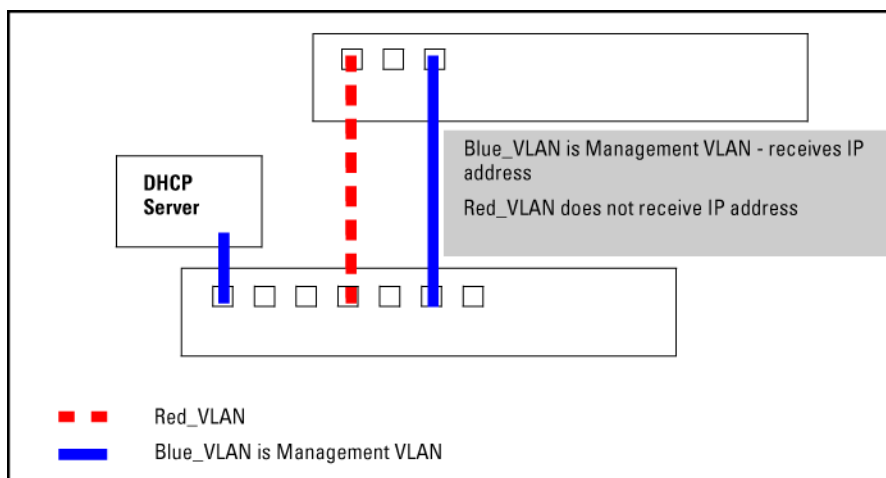 Blue_VLAN is Management VLAN - receives IP
address
Red_VLAN does not receive IP address
DHCP
Server
Red_VLAN
Blue_VLAN is Management VLAN